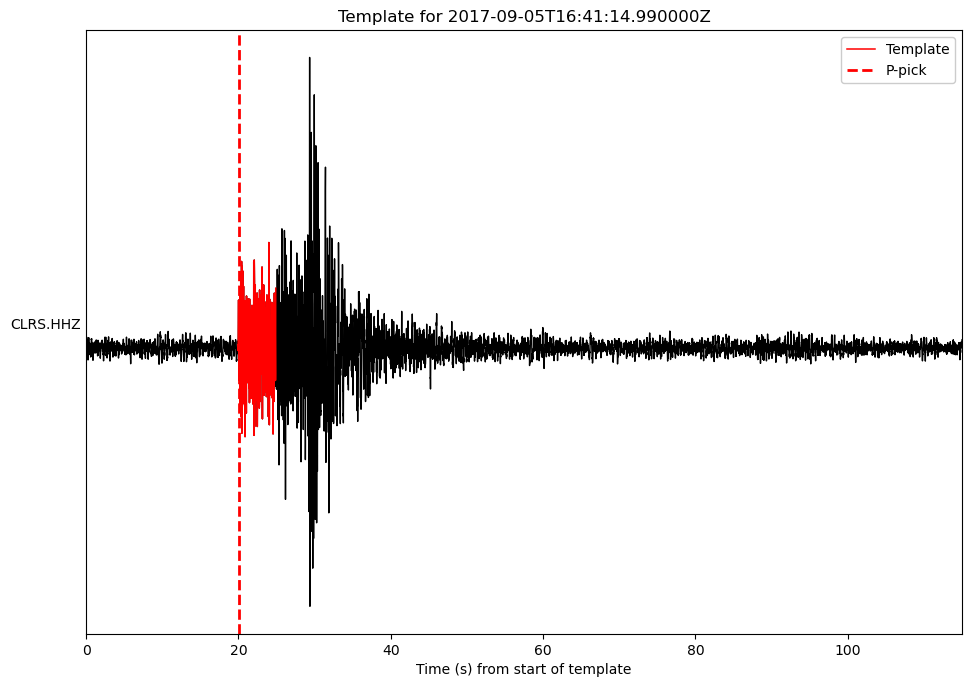 Template for 2017-09-05T16:41:14.990000Z
Template
P-pick
CLRS.HHZ
0 20 40 60 80 100
Time (s) from start of template